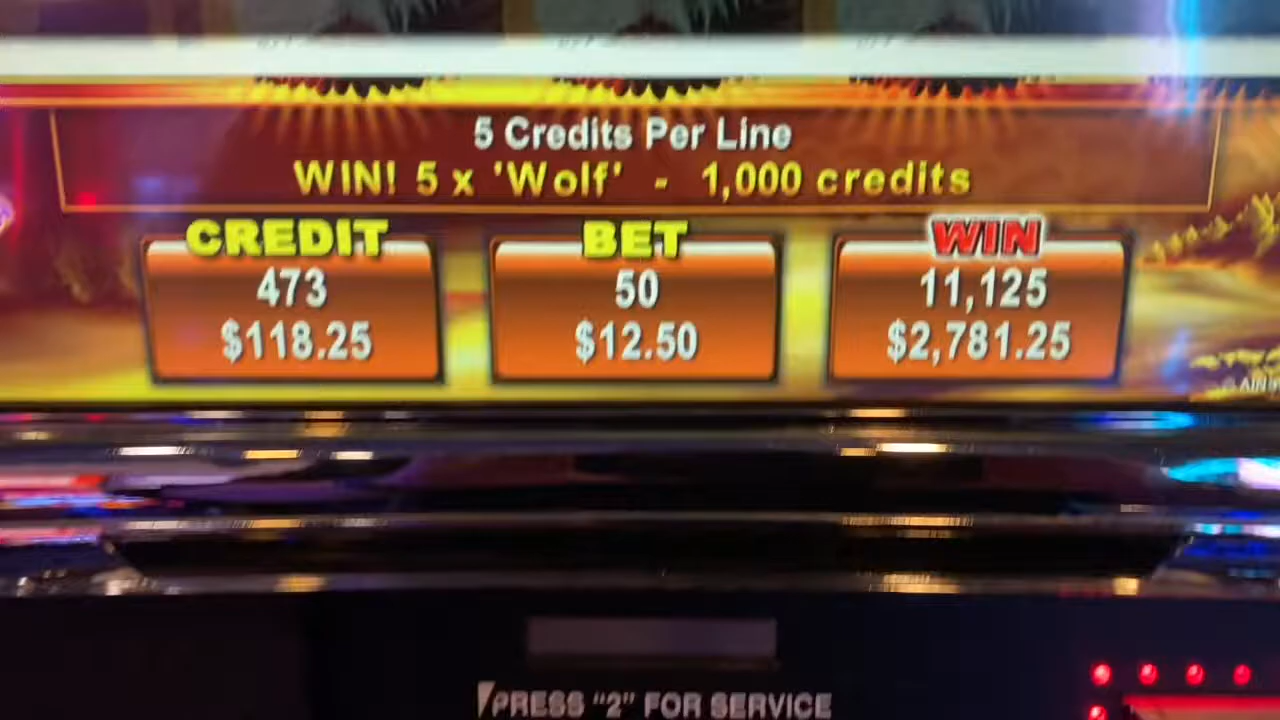 5 Credits Per Line
WIN! 5 x 'Wolf' - 1,000 credits
CREDIT
473
$118.25
BET
50
$12.50
WIN
11,125
$2,781.25
PRESS “2” FOR SERVICE